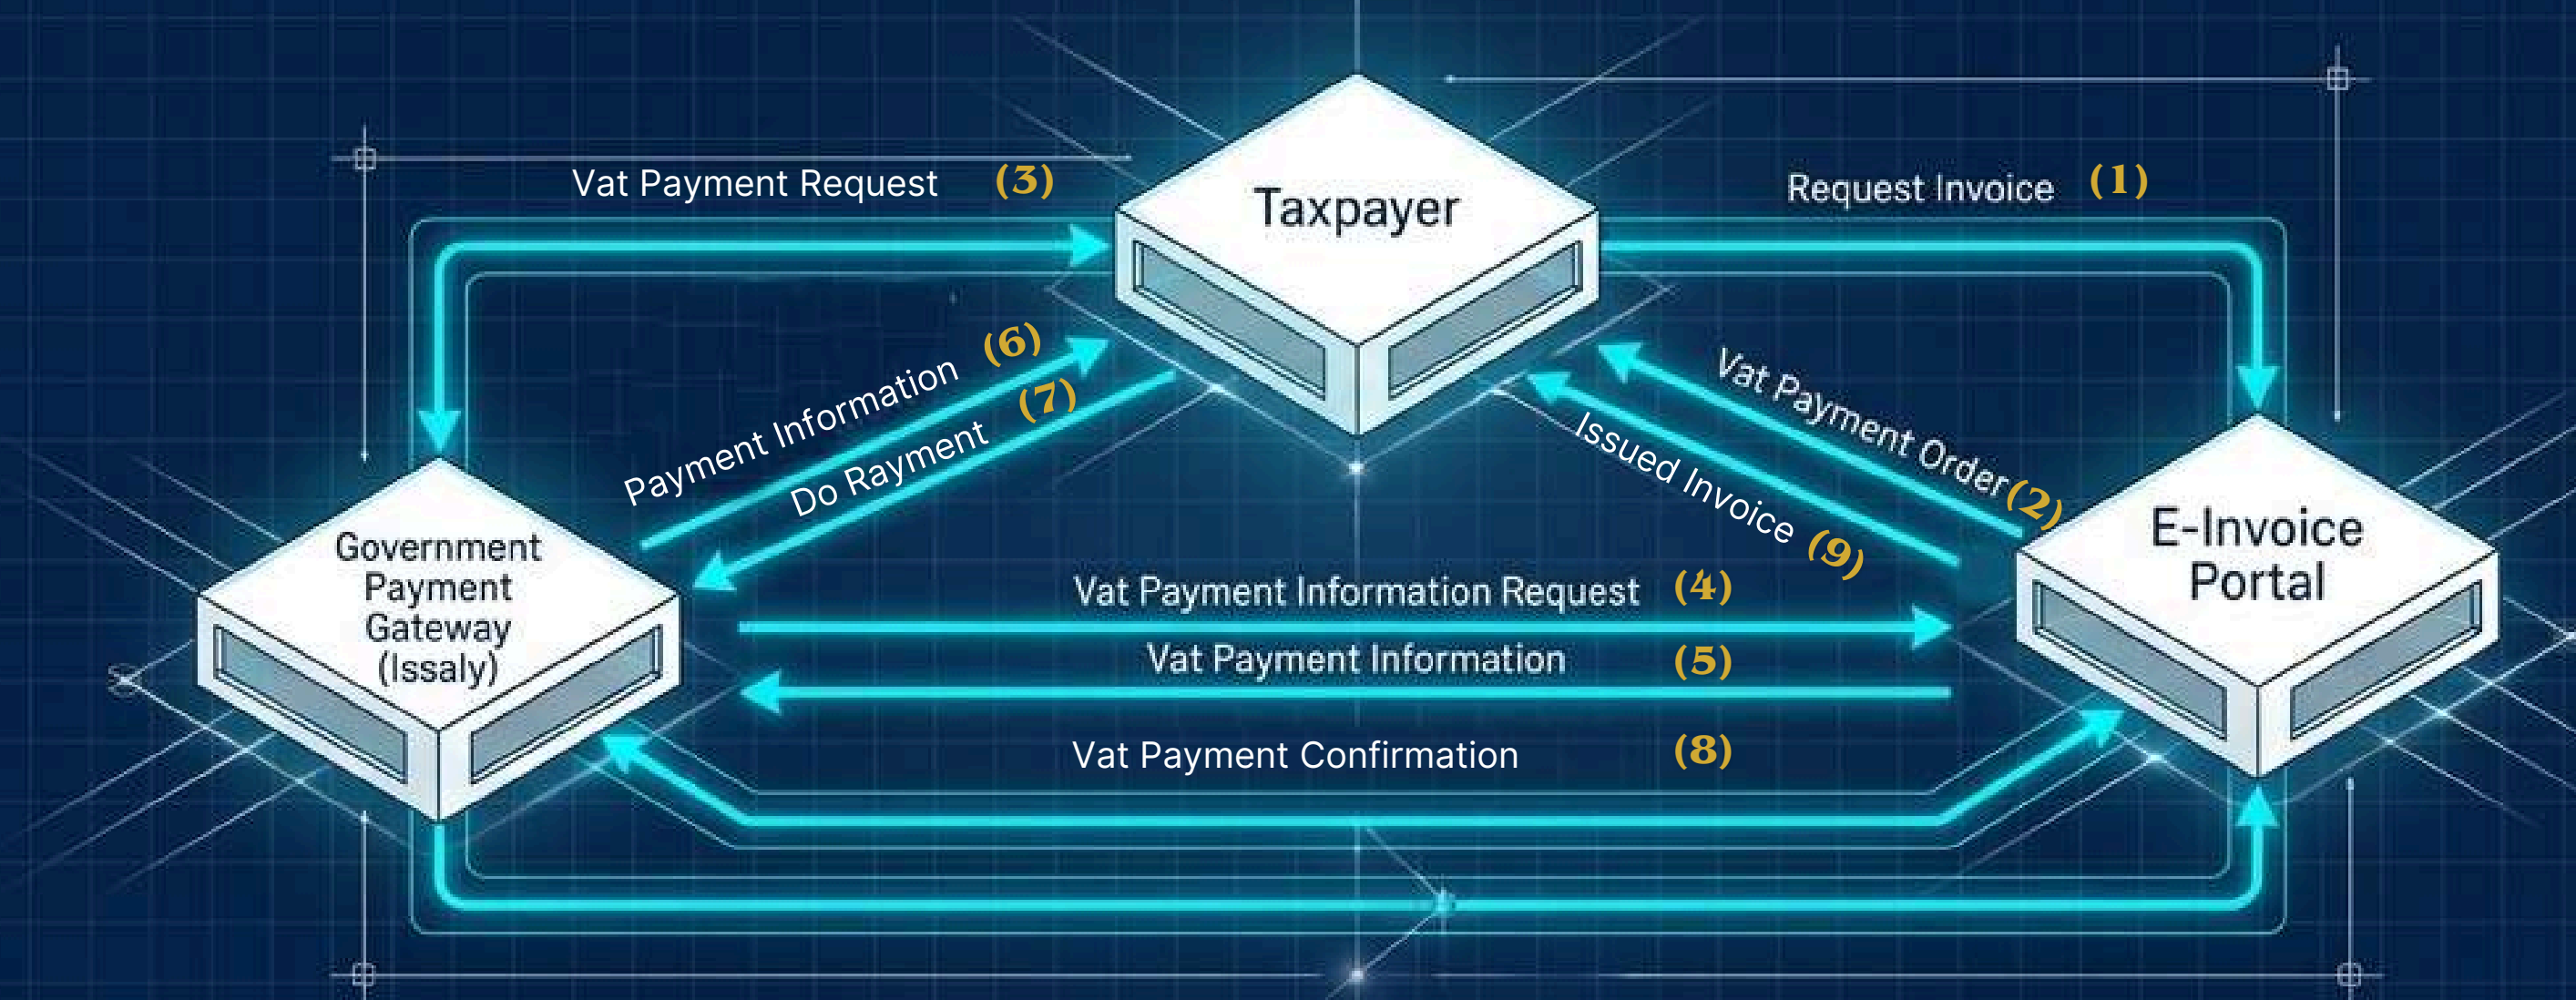 Vat Payment Request (3)
Taxpayer
Request Invoice (1)
Payment Information (6)
Do Rayment (7)
Vat Payment Order (2)
Issued Invoice (9)
Government
Payment
Gateway
(Issaly)
E-Invoice
Portal
Vat Payment Information Request (4)
Vat Payment Information (5)
Vat Payment Confirmation (8)